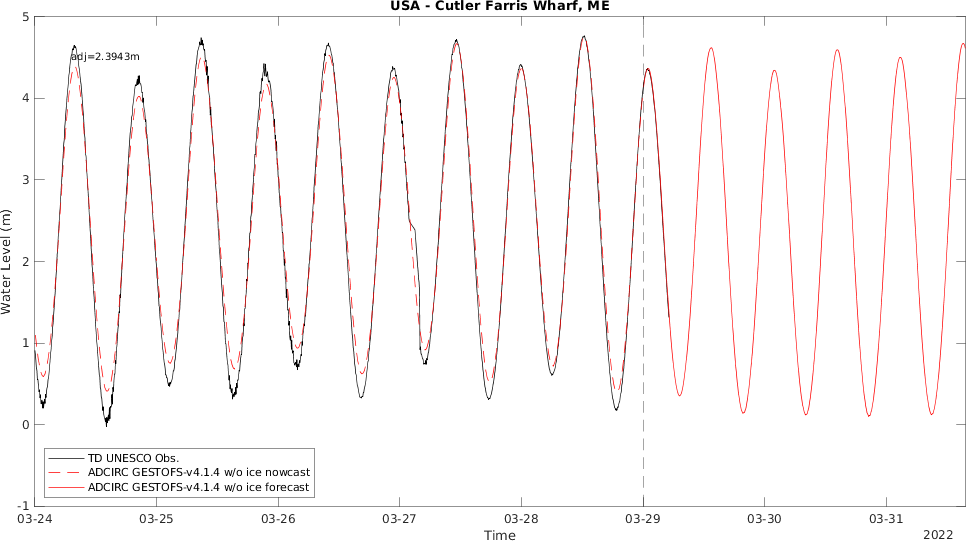 USA - Cutler Farris Wharf, ME
5
adj=2.3943m
4
3
2
1
0
-1
Water Level (m)
TD UNESCO Obs.
ADCIRC GESTOFS-v4.1.4 w/o ice nowcast
ADCIRC GESTOFS-v4.1.4 w/o ice forecast
03-24 03-25 03-26 03-27 03-28 03-29 03-30 03-31
Time
2022